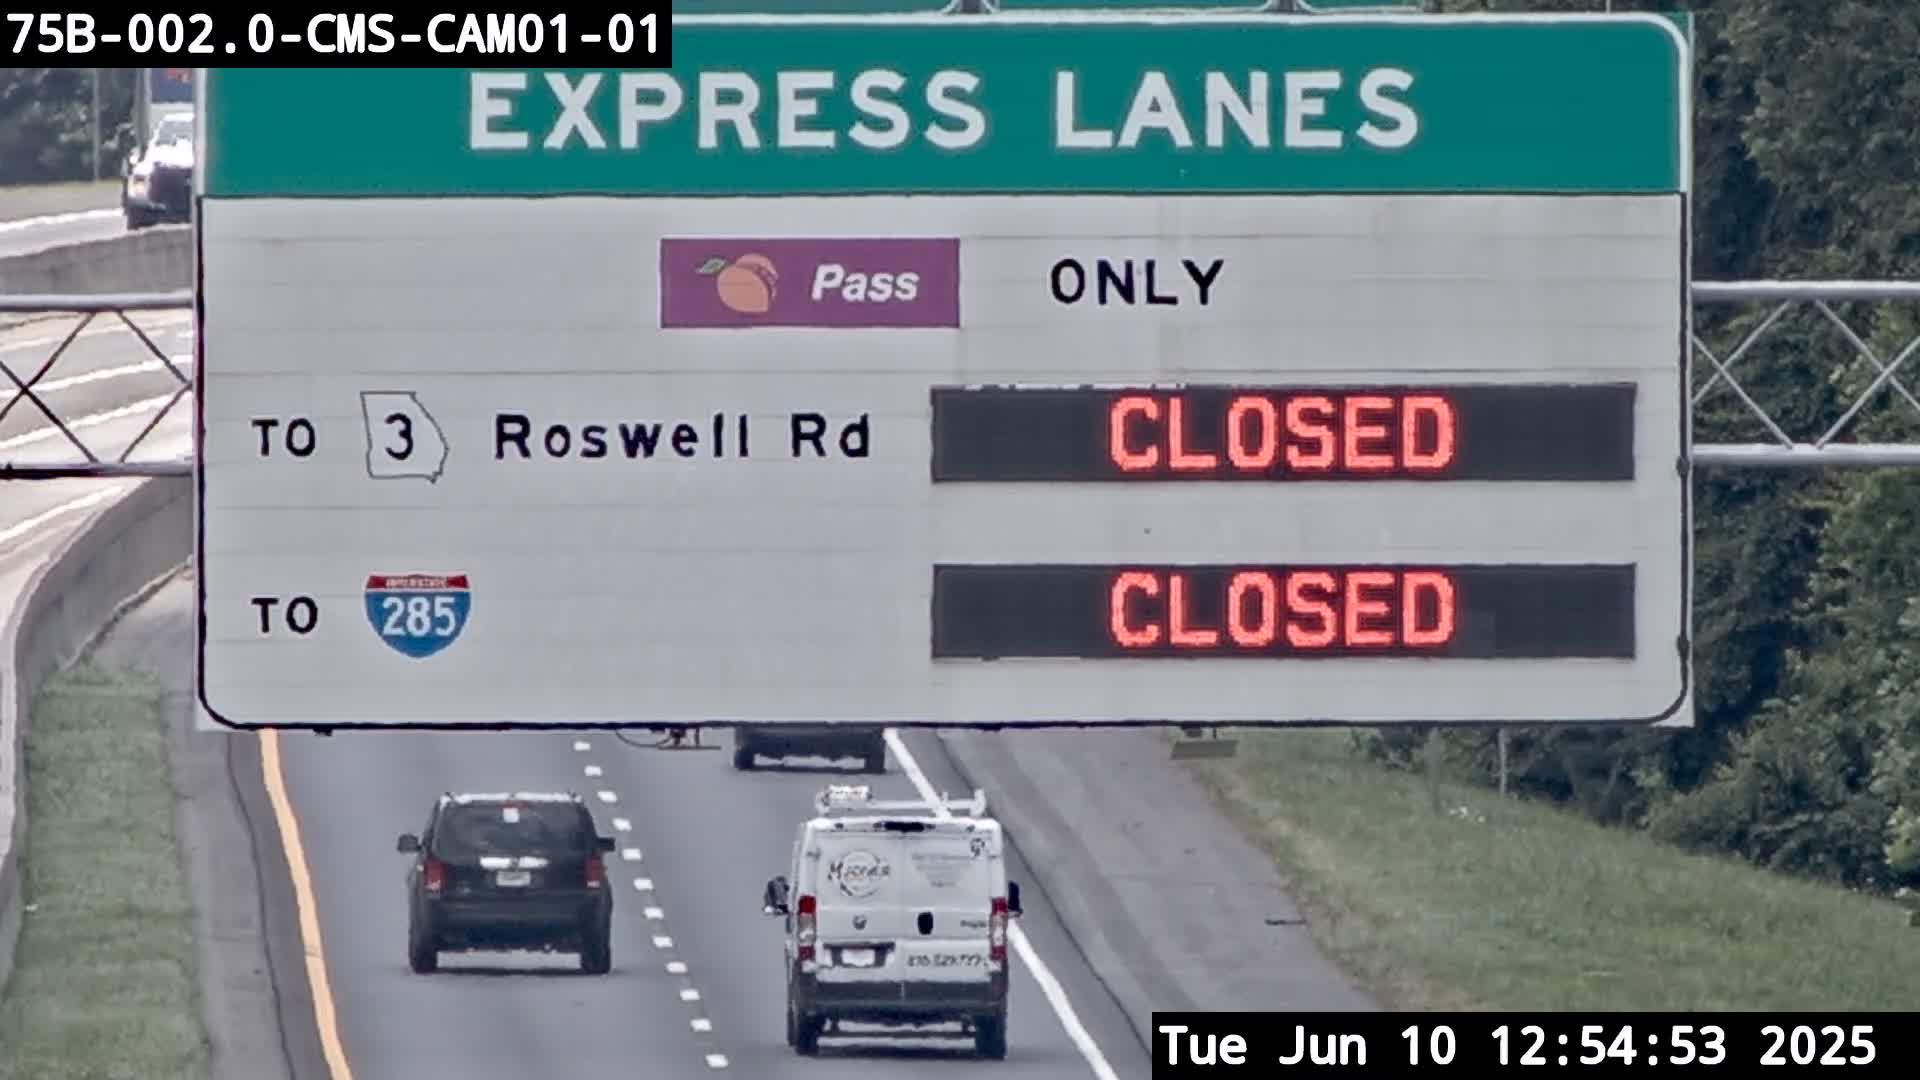 75B-002.0-CMS-CAM01-01
EXPRESS LANES
Pass ONLY
TO 3 Roswell Rd CLOSED
TO INTERSTATE 285 CLOSED
Tue Jun 10 12:54:53 2025